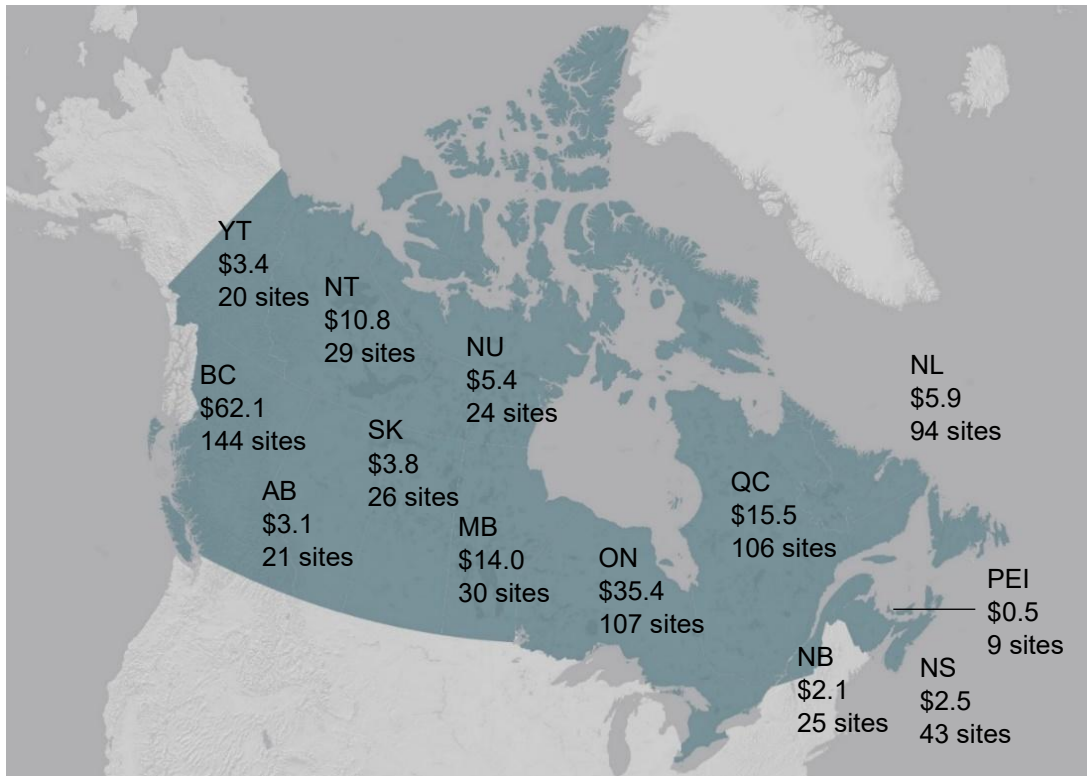 YT
$3.4
20 sites
NT
$10.8
29 sites
NU
$5.4
24 sites
BC
$62.1
144 sites
NL
$5.9
94 sites
SK
$3.8
26 sites
AB
$3.1
21 sites
QC
$15.5
106 sites
MB
$14.0
30 sites
ON
$35.4
107 sites
PEI
$0.5
9 sites
NB
$2.1
25 sites
NS
$2.5
43 sites